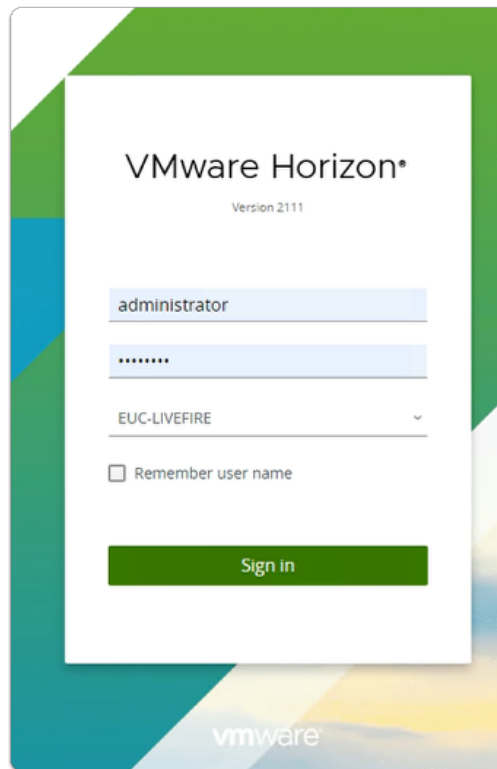 VMware Horizon®
Version 2111
administrator
••••••••
EUC-LIVEFIRE
Remember user name
Sign in
vmware®